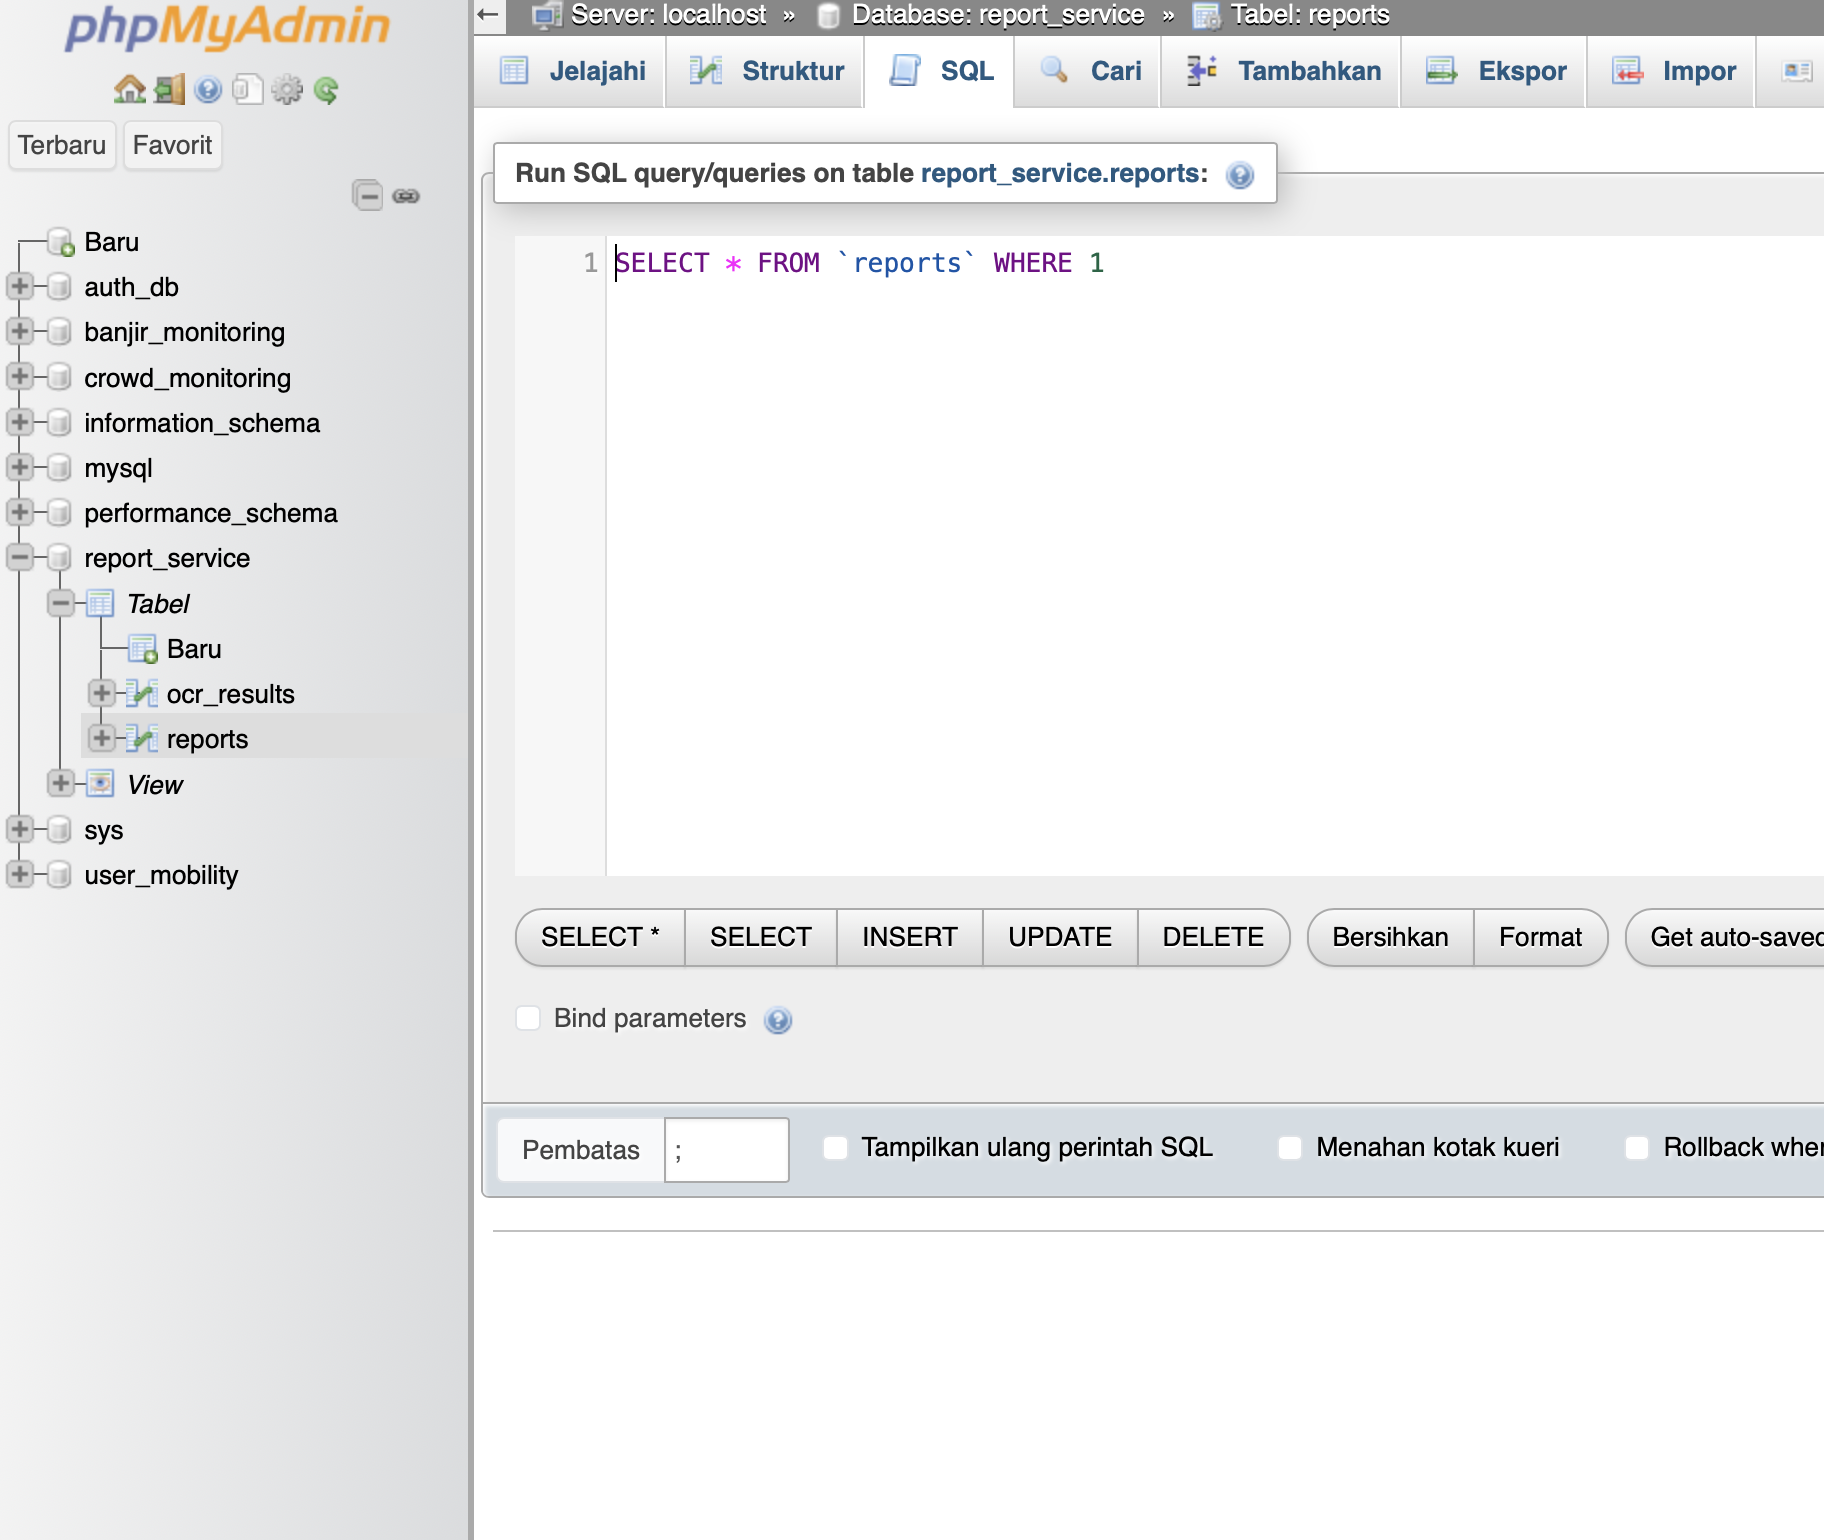 phpMyAdmin
Terbaru
Favorit
Baru
auth_db
banjir_monitoring
crowd_monitoring
information_schema
mysql
performance_schema
report_service
Tabel
Baru
ocr_results
reports
View
sys
user_mobility
Server: localhost » Database: report_service » Tabel: reports
Jelajahi Struktur SQL Cari Tambahkan Ekspor Impor
Run SQL query/queries on table report_service.reports:
1 SELECT * FROM `reports` WHERE 1
SELECT * SELECT INSERT UPDATE DELETE Bersihkan Format Get auto-saved
Bind parameters
Pembatas ; Tampilkan ulang perintah SQL Menahan kotak kueri Rollback when